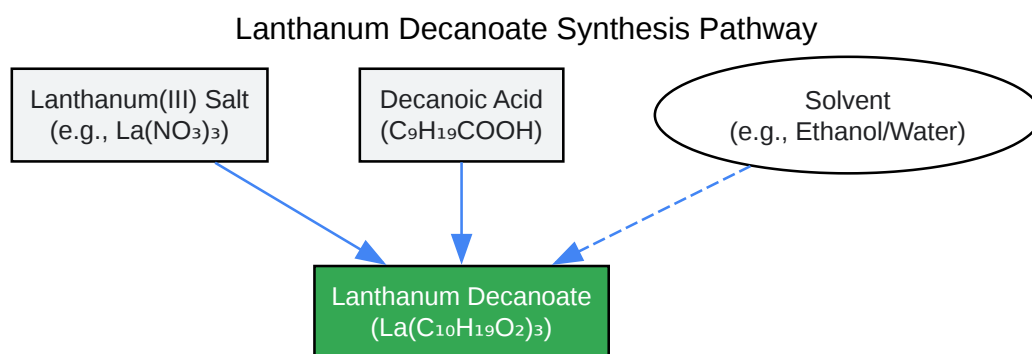 Lanthanum Decanoate Synthesis Pathway
Lanthanum(III) Salt
(e.g., La(NO₃)₃)
Decanoic Acid
(C₉H₁₉COOH)
Solvent
(e.g., Ethanol/Water)
Lanthanum Decanoate
(La(C₁₀H₁₉O₂)₃)